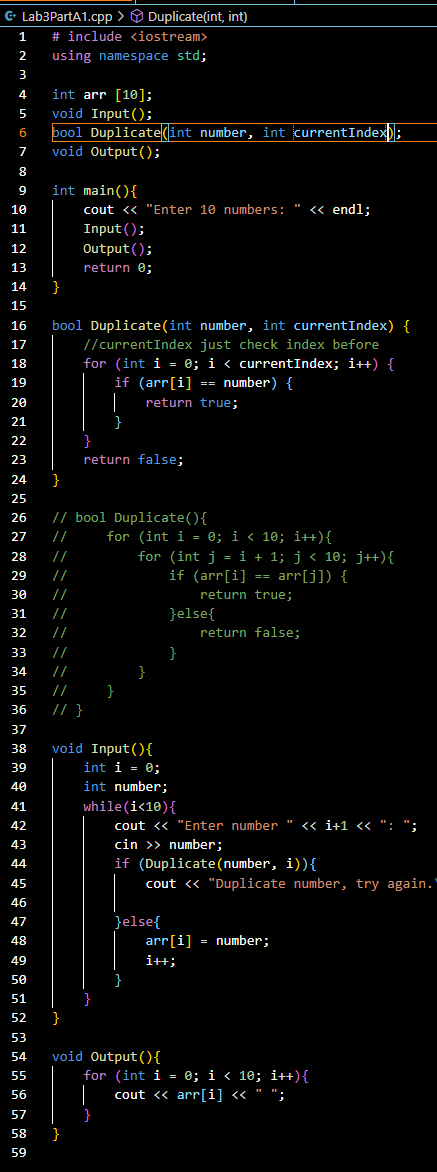 Lab3PartA1.cpp > Duplicate(int, int)
1 # include <iostream>
2 using namespace std;
3
4 int arr [10];
5 void Input();
6 bool Duplicate(int number, int currentIndex);
7 void Output();
8
9 int main(){
10     cout << "Enter 10 numbers: " << endl;
11     Input();
12     Output();
13     return 0;
14 }
15
16 bool Duplicate(int number, int currentIndex) {
17     //currentIndex just check index before
18     for (int i = 0; i < currentIndex; i++) {
19         if (arr[i] == number) {
20             return true;
21         }
22     }
23     return false;
24 }
25
26 // bool Duplicate(){
27 //     for (int i = 0; i < 10; i++){
28 //         for (int j = i + 1; j < 10; j++){
29 //             if (arr[i] == arr[j]) {
30 //                 return true;
31 //             }else{
32 //                 return false;
33 //             }
34 //         }
35 //     }
36 // }
37
38 void Input(){
39     int i = 0;
40     int number;
41     while(i<10){
42         cout << "Enter number " << i+1 << ": ";
43         cin >> number;
44         if (Duplicate(number, i)){
45             cout << "Duplicate number, try again.\
46
47         }else{
48             arr[i] = number;
49             i++;
50         }
51     }
52 }
53
54 void Output(){
55     for (int i = 0; i < 10; i++){
56         cout << arr[i] << " ";
57     }
58 }
59